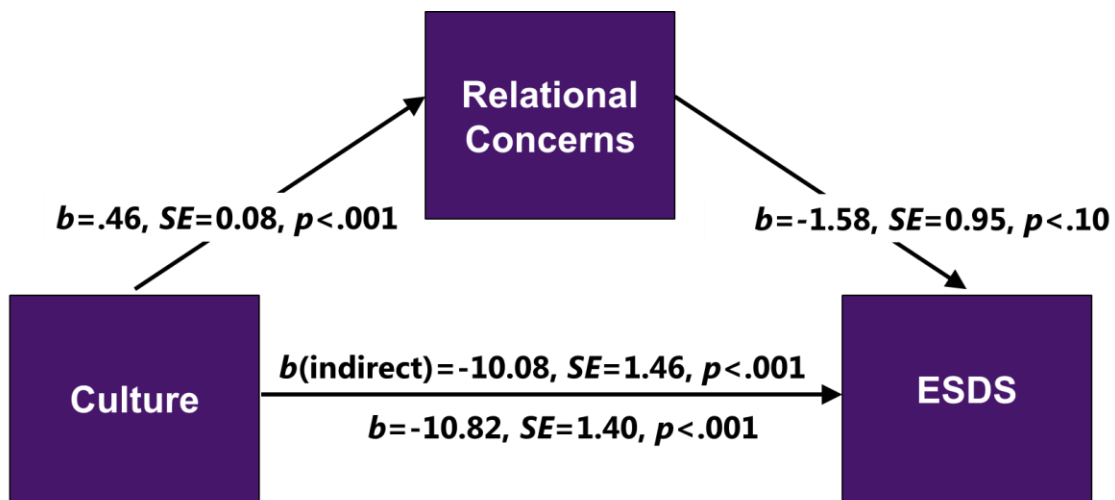 Relational
Concerns
b=.46, SE=0.08, p<.001
b=-1.58, SE=0.95, p<.10
Culture
b(indirect)=-10.08, SE=1.46, p<.001
b=-10.82, SE=1.40, p<.001
ESDS